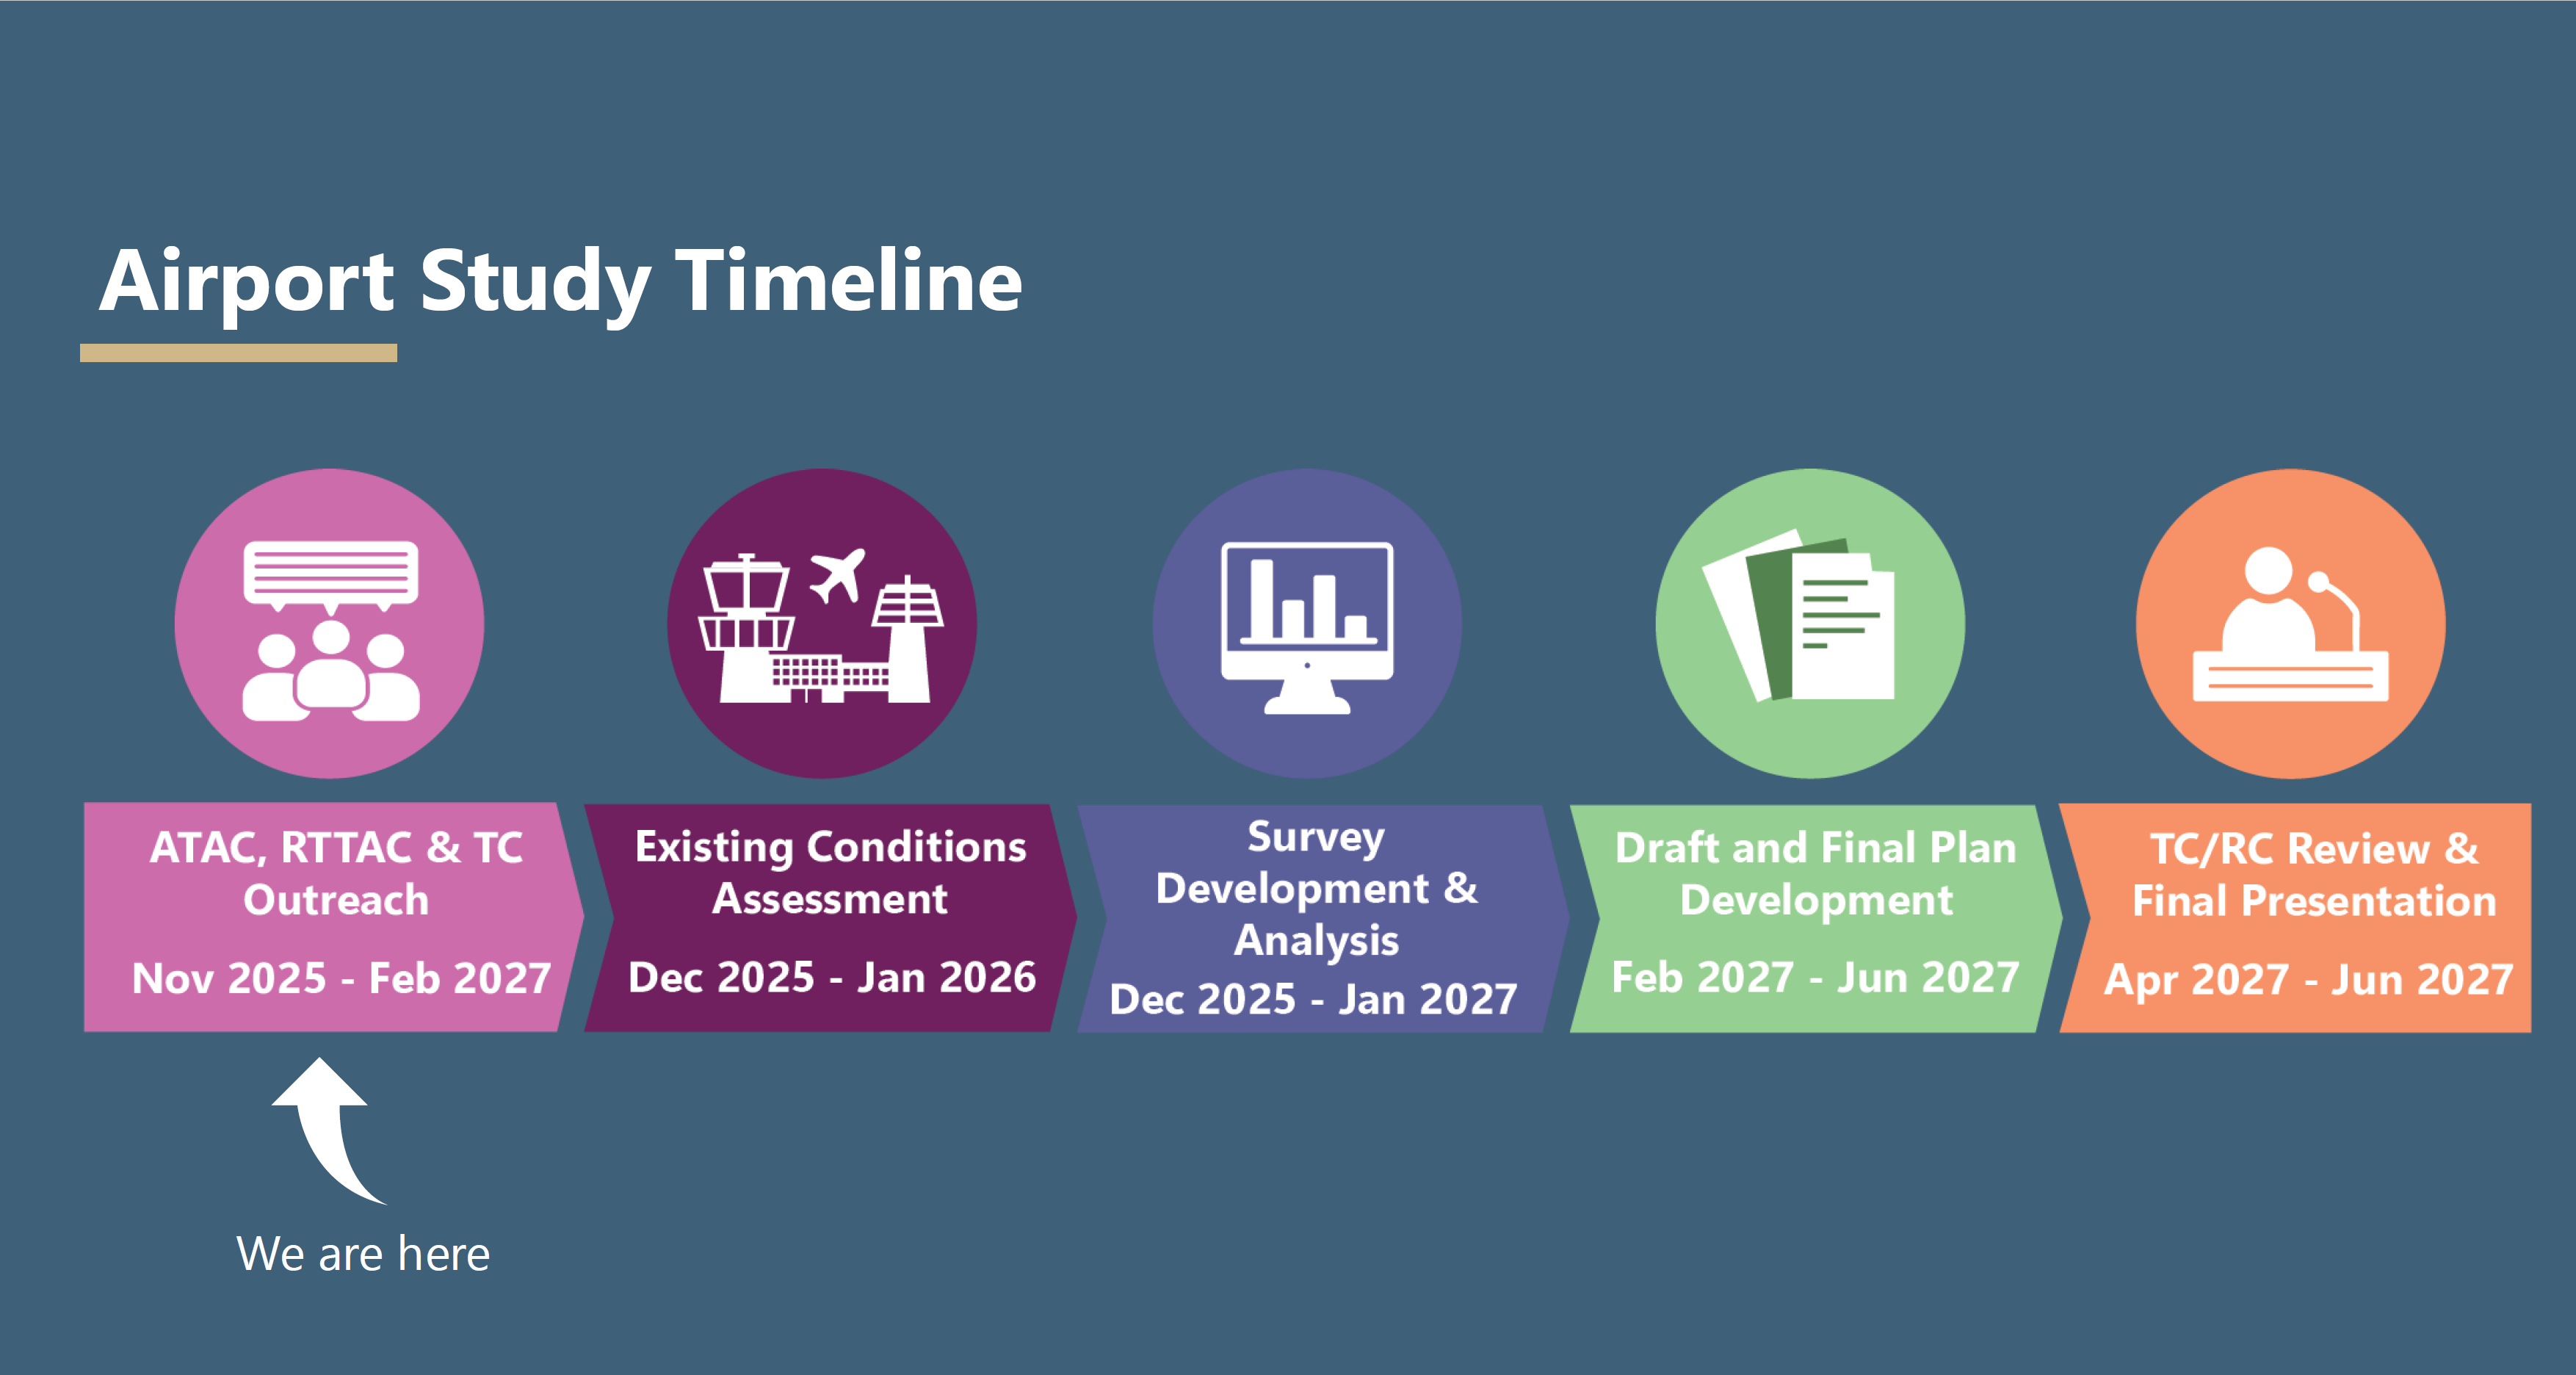 Airport Study Timeline
ATAC, RTTAC & TC
Outreach
Nov 2025 - Feb 2027
Existing Conditions
Assessment
Dec 2025 - Jan 2026
Survey
Development &
Analysis
Dec 2025 - Jan 2027
Draft and Final Plan
Development
Feb 2027 - Jun 2027
TC/RC Review &
Final Presentation
Apr 2027 - Jun 2027
We are here